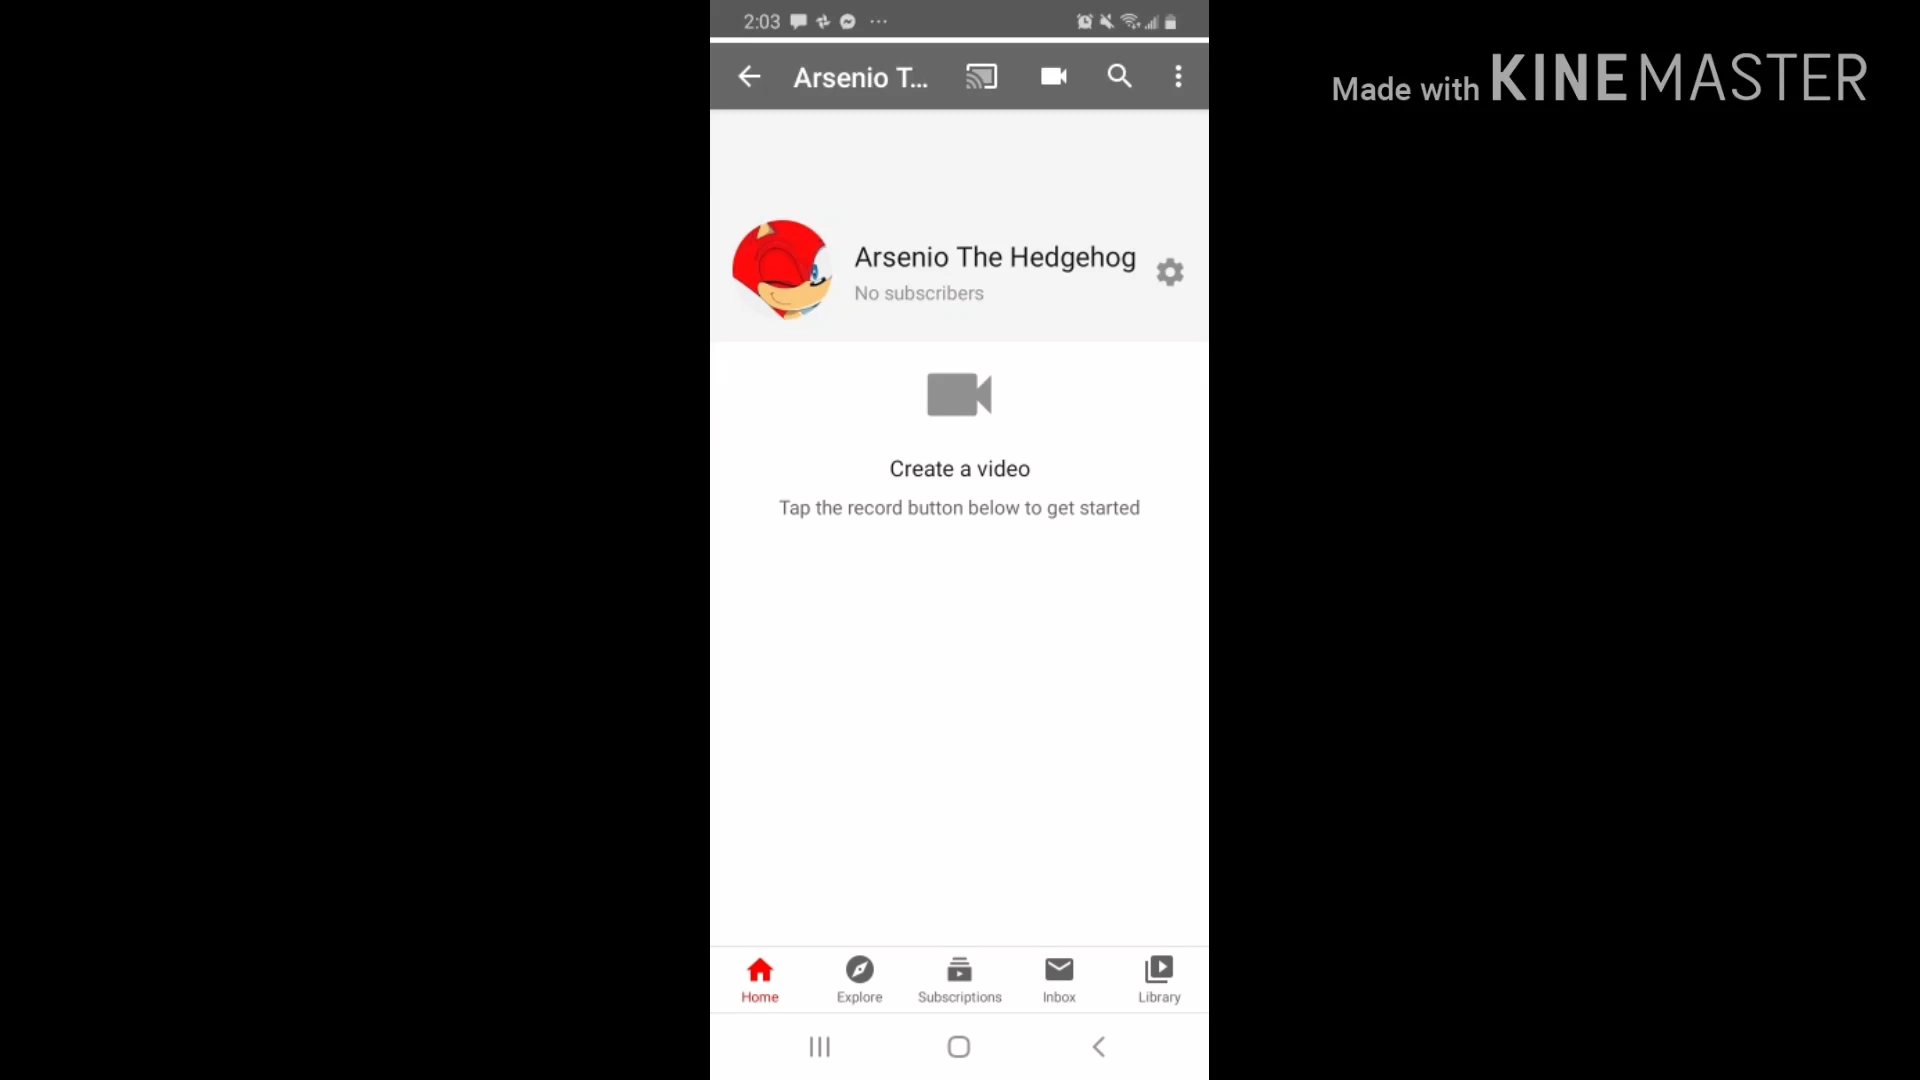 2:03
Arsenio T...
Made with KINEMASTER
Arsenio The Hedgehog
No subscribers
Create a video
Tap the record button below to get started
Home Explore Subscriptions Inbox Library